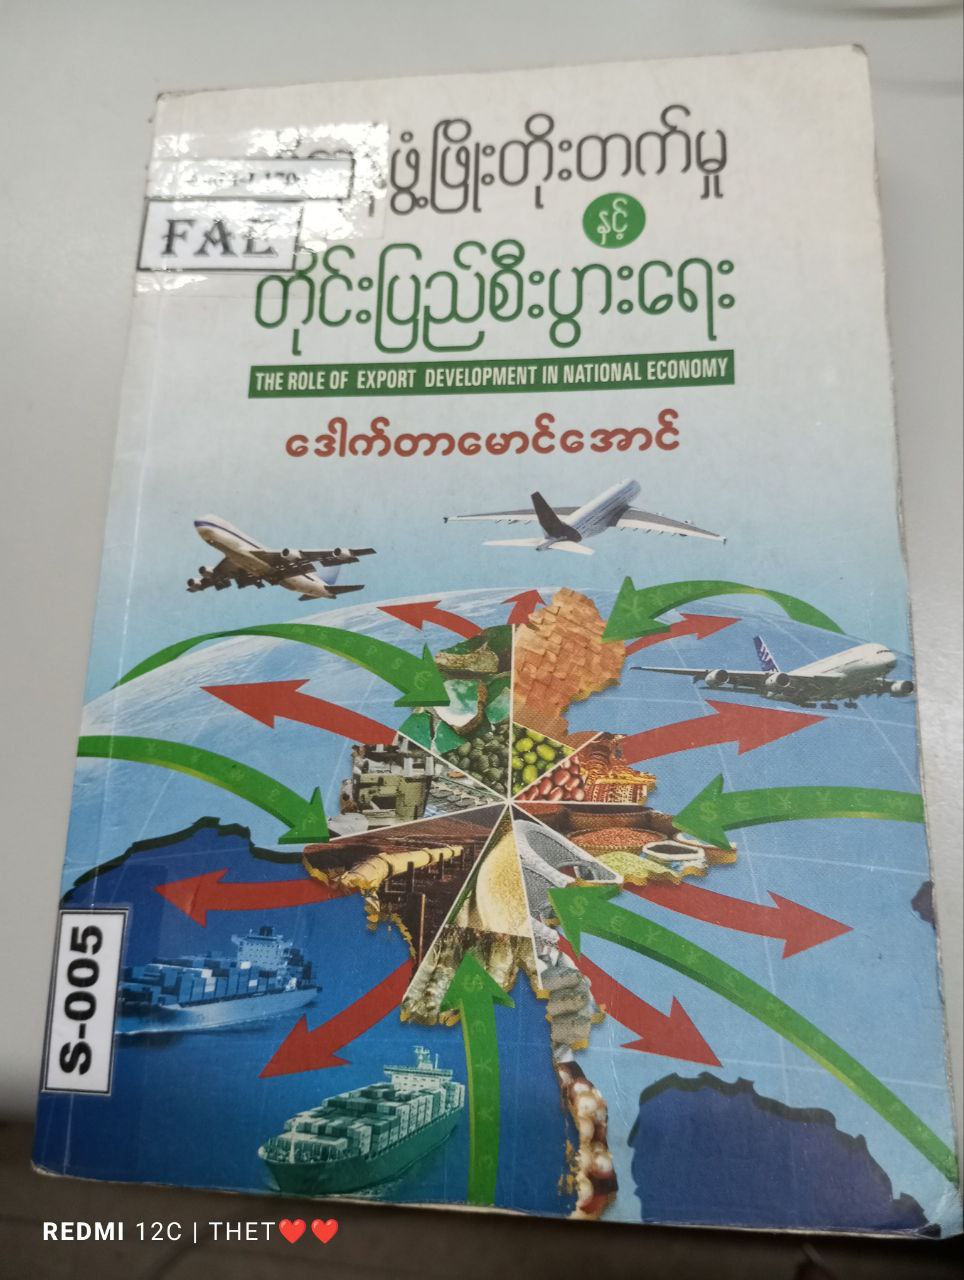 ဖွံ့ဖြိုးတိုးတက်မှု
FAL
နှင့်
တိုင်းပြည်စီးပွားရေး
THE ROLE OF EXPORT DEVELOPMENT IN NATIONAL ECONOMY
ဒေါက်တာမောင်အောင်
S-005
REDMI 12C | THET❤️❤️